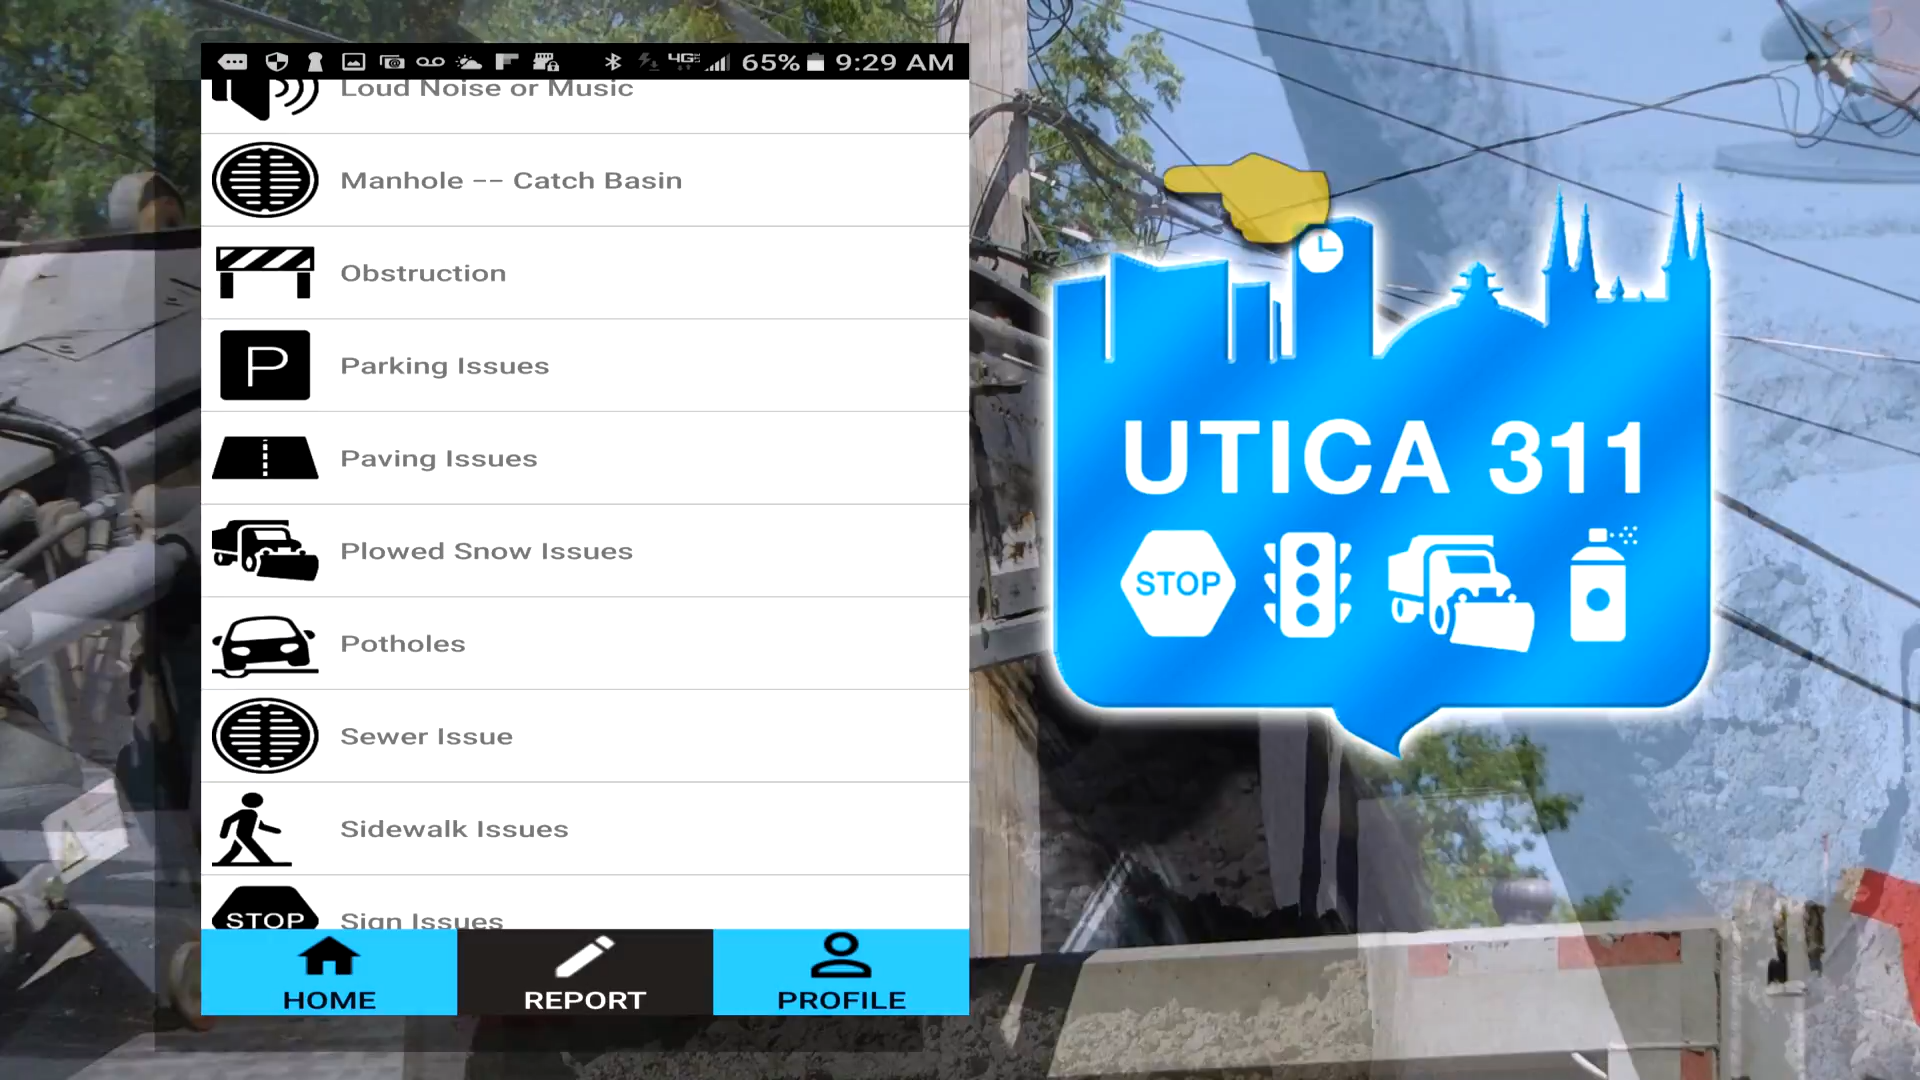 65% 9:29 AM
Loud Noise or Music
Manhole -- Catch Basin
Obstruction
P
Parking Issues
Paving Issues
Plowed Snow Issues
Potholes
Sewer Issue
Sidewalk Issues
STOP
Sign Issues
HOME
REPORT
PROFILE
UTICA 311
STOP